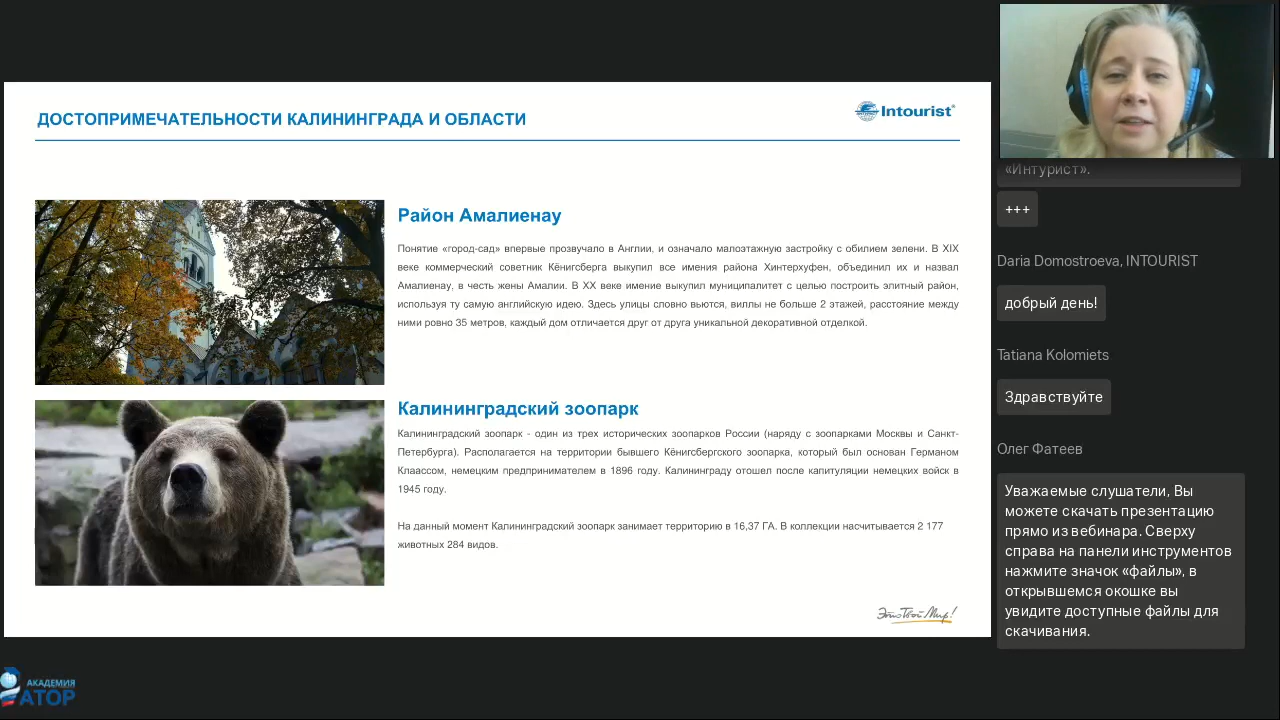 ДОСТОПРИМЕЧАТЕЛЬНОСТИ КАЛИНИНГРАДА И ОБЛАСТИ
Intourist®
Район Амалиенау
Понятие «город-сад» впервые прозвучало в Англии, и означало малоэтажную застройку с обилием зелени. В XIX
веке коммерческий советник Кёнигсберга выкупил все имения района Хинтерхуфен, объединил их и назвал
Амалиенау, в честь жены Амалии. В XX веке имение выкупил муниципалитет с целью построить элитный район,
используя ту самую английскую идею. Здесь улицы словно вьются, виллы не больше 2 этажей, расстояние между
ними ровно 35 метров, каждый дом отличается друг от друга уникальной декоративной отделкой.
Калининградский зоопарк
Калининградский зоопарк - один из трех исторических зоопарков России (наряду с зоопарками Москвы и Санкт-
Петербурга). Располагается на территории бывшего Кёнигсбергского зоопарка, который был основан Германом
Клаассом, немецким предпринимателем в 1896 году. Калининграду отошел после капитуляции немецких войск в
1945 году.
На данный момент Калининградский зоопарк занимает территорию в 16,37 ГА. В коллекции насчитывается 2 177
животных 284 видов.
Это Твой Мир!
АКАДЕМИЯ
АТОР
«Интурист».
+++
Daria Domostroeva, INTOURIST
добрый день!
Tatiana Kolomiets
Здравствуйте
Олег Фатеев
Уважаемые слушатели, Вы
можете скачать презентацию
прямо из вебинара. Сверху
справа на панели инструментов
нажмите значок «файлы», в
открывшемся окошке вы
увидите доступные файлы для
скачивания.